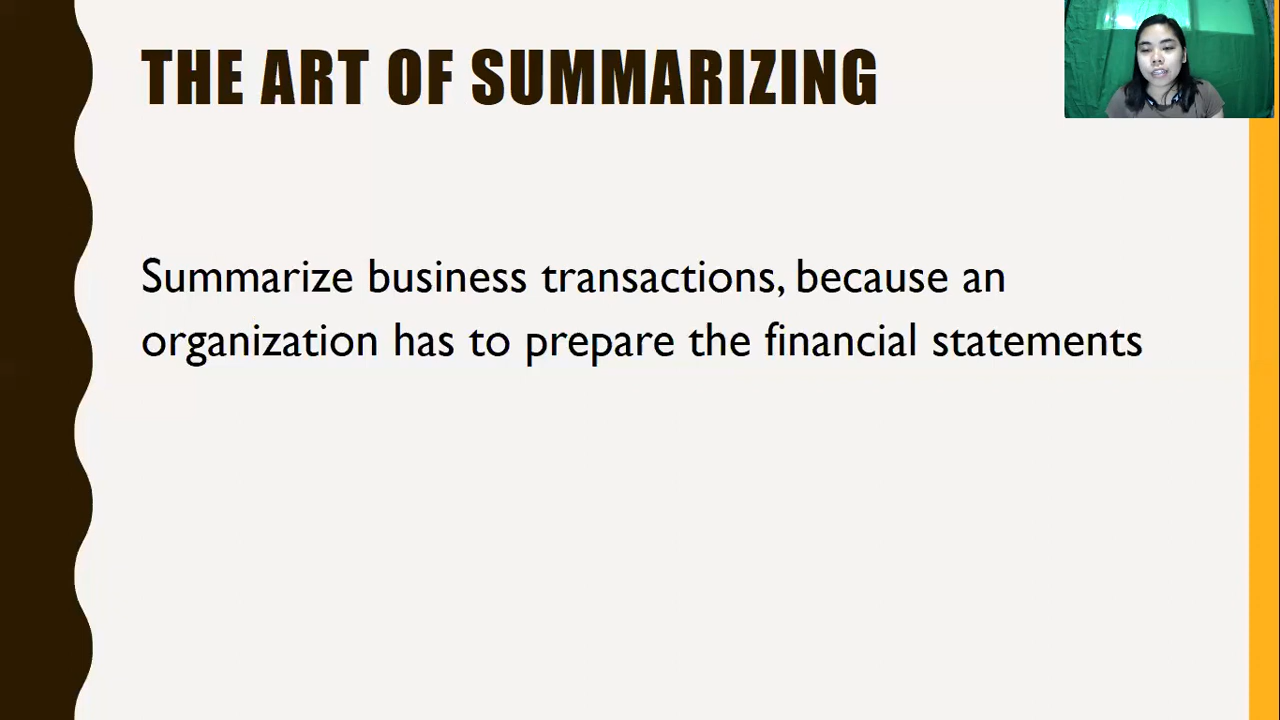 THE ART OF SUMMARIZING
Summarize business transactions, because an
organization has to prepare the financial statements